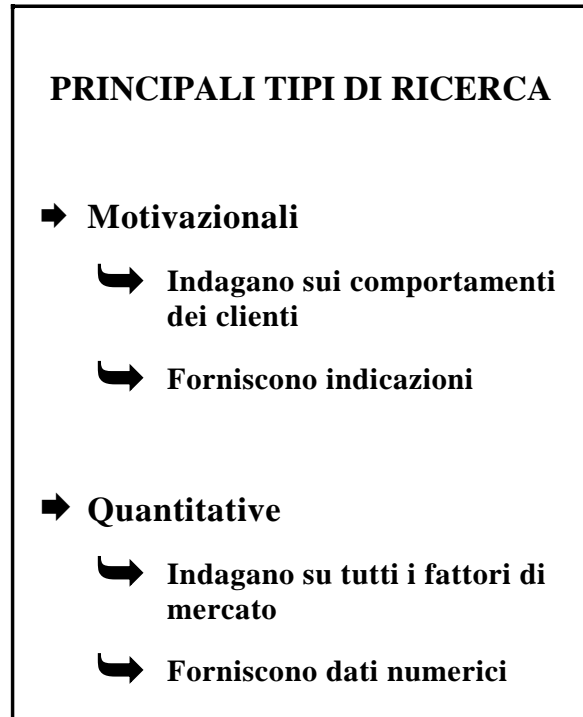 PRINCIPALI TIPI DI RICERCA
Motivazionali
Indagano sui comportamenti
dei clienti
Forniscono indicazioni
Quantitative
Indagano su tutti i fattori di
mercato
Forniscono dati numerici